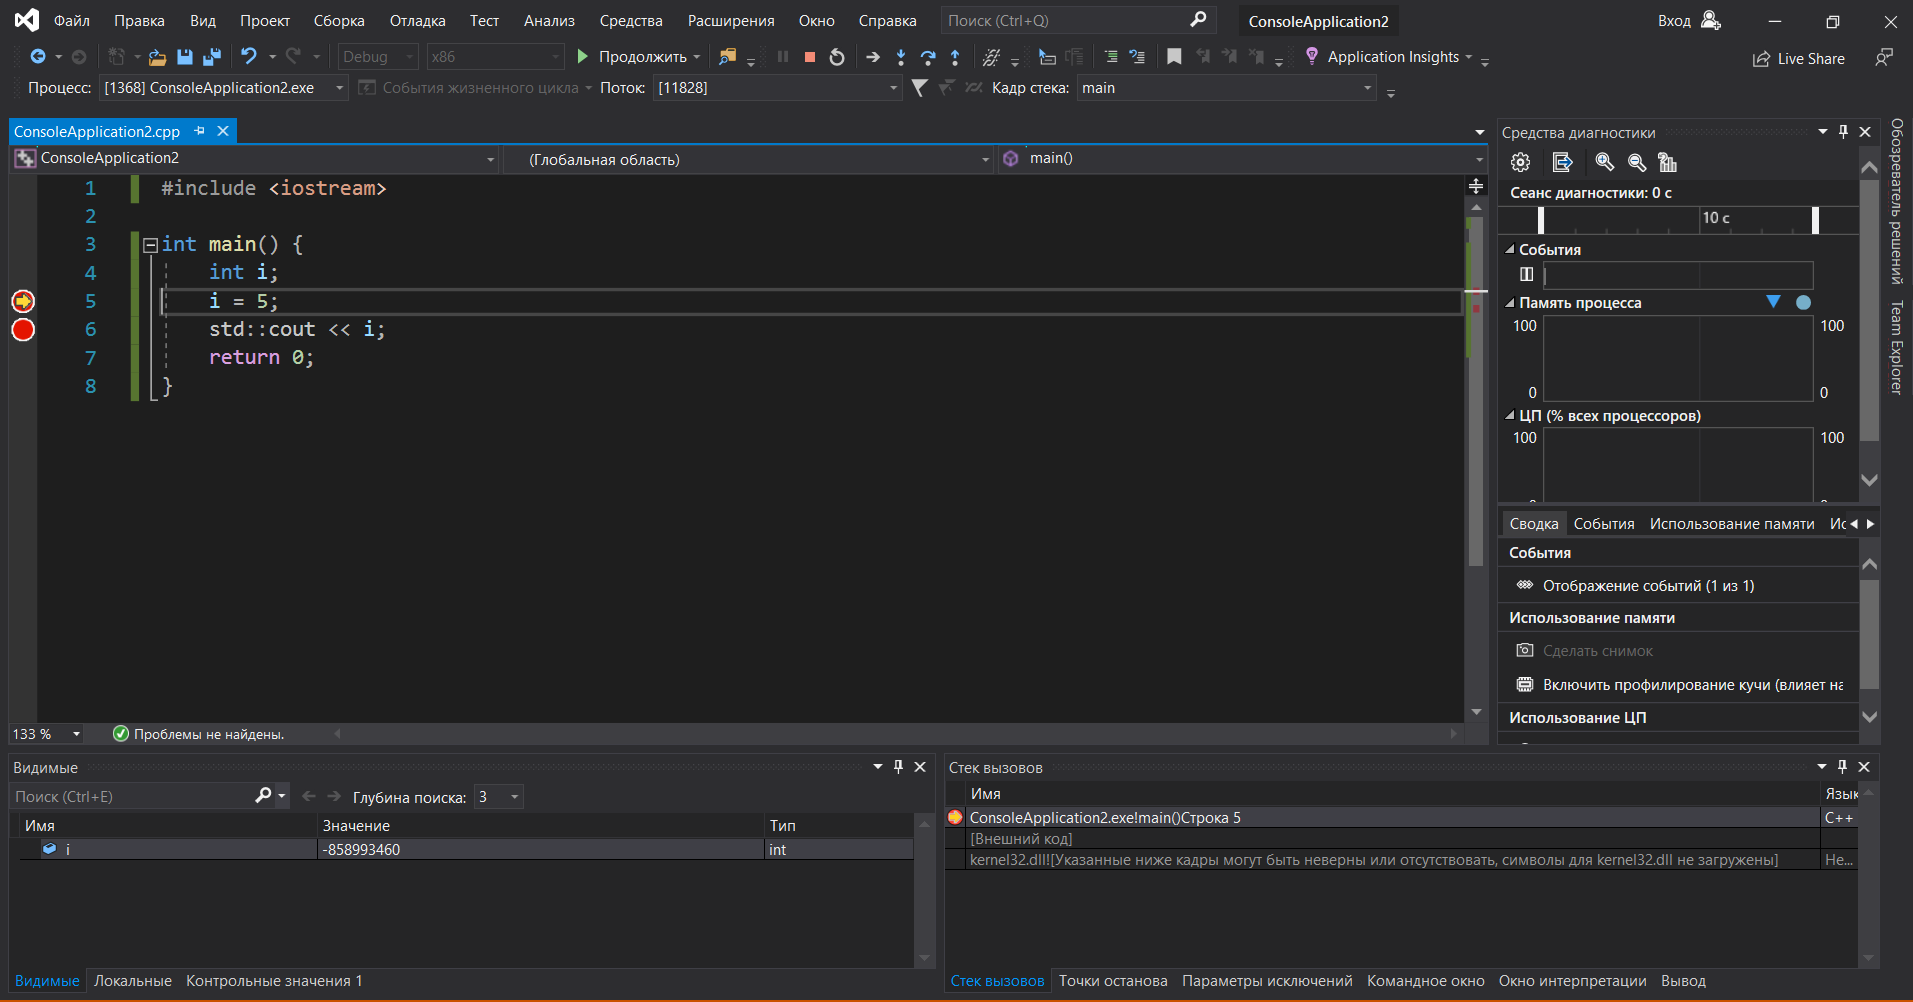 Файл Правка Вид Проект Сборка Отладка Тест Анализ Средства Расширения Окно Справка Поиск (Ctrl+Q) ConsoleApplication2 Вход
Debug x86 Продолжить Application Insights Live Share
Процесс: [1368] ConsoleApplication2.exe События жизненного цикла Поток: [11828] Кадр стека: main
ConsoleApplication2.cpp
ConsoleApplication2 (Глобальная область) main()
1 #include <iostream>
2
3 int main() {
4 int i;
5 i = 5;
6 std::cout << i;
7 return 0;
8 }
133 % Проблемы не найдены.
Средства диагностики
Сеанс диагностики: 0 с
10 с
События
Память процесса
100 100
0 0
ЦП (% всех процессоров)
100 100
Сводка События Использование памяти Ис
События
Отображение событий (1 из 1)
Использование памяти
Сделать снимок
Включить профилирование кучи (влияет на
Использование ЦП
Обозреватель решений
Team Explorer
Видимые
Поиск (Ctrl+E) Глубина поиска: 3
Имя Значение Тип
i -858993460 int
Видимые Локальные Контрольные значения 1
Стек вызовов
Имя Язык
ConsoleApplication2.exe!main()Строка 5 C++
[Внешний код]
kernel32.dll![Указанные ниже кадры могут быть неверны или отсутствовать, символы для kernel32.dll не загружены] Не...
Стек вызовов Точки останова Параметры исключений Командное окно Окно интерпретации Вывод